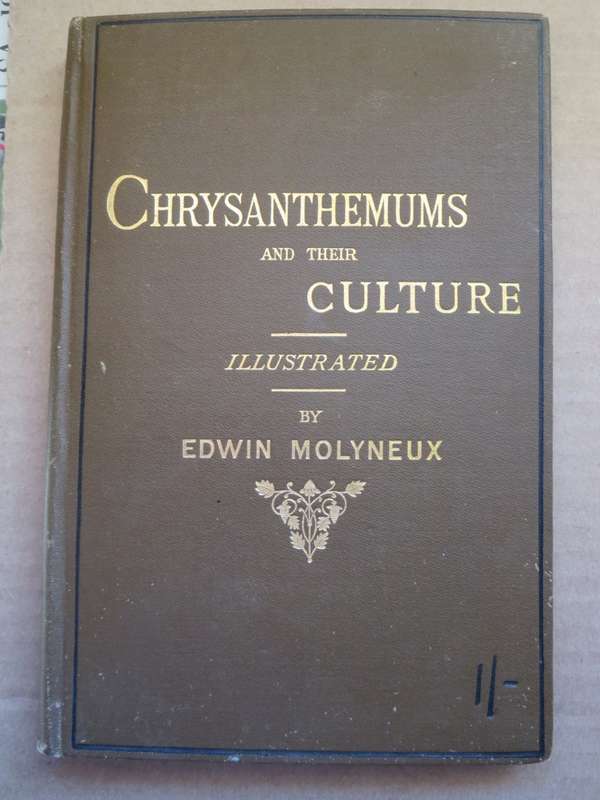 CHRYSANTHEMUMS
AND THEIR
CULTURE
ILLUSTRATED
BY
EDWIN MOLYNEUX
1/-